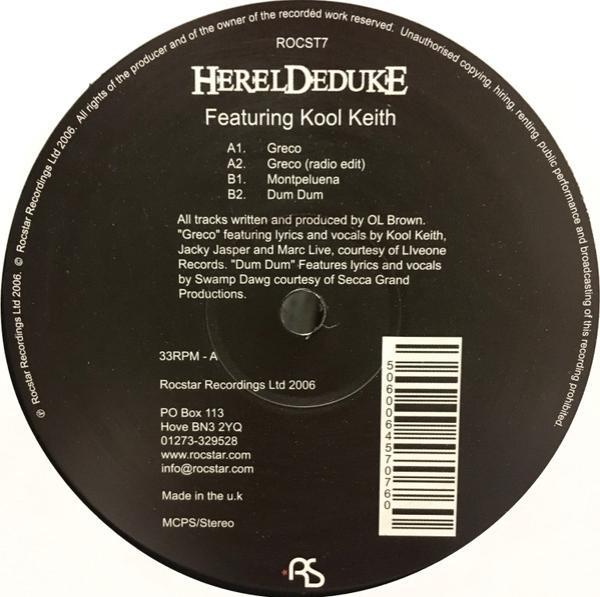 ℗ Rocstar Recordings Ltd 2006. © Rocstar Recordings Ltd 2006. All rights of the producer and of the owner of the recorded work reserved. Unauthorised copying, hiring, renting, public performance and broadcasting of this recording prohibited.
ROCST7
HERELDEDUKE
Featuring Kool Keith
A1. Greco
A2. Greco (radio edit)
B1. Montpeluena
B2. Dum Dum
All tracks written and produced by OL Brown.
"Greco" featuring lyrics and vocals by Kool Keith,
Jacky Jasper and Marc Live, courtesy of LIveone
Records. "Dum Dum" Features lyrics and vocals
by Swamp Dawg courtesy of Secca Grand
Productions.
33RPM - A
Rocstar Recordings Ltd 2006
PO Box 113
Hove BN3 2YQ
01273-329528
www.rocstar.com
info@rocstar.com
Made in the u.k
MCPS/Stereo
5060064570760
RS